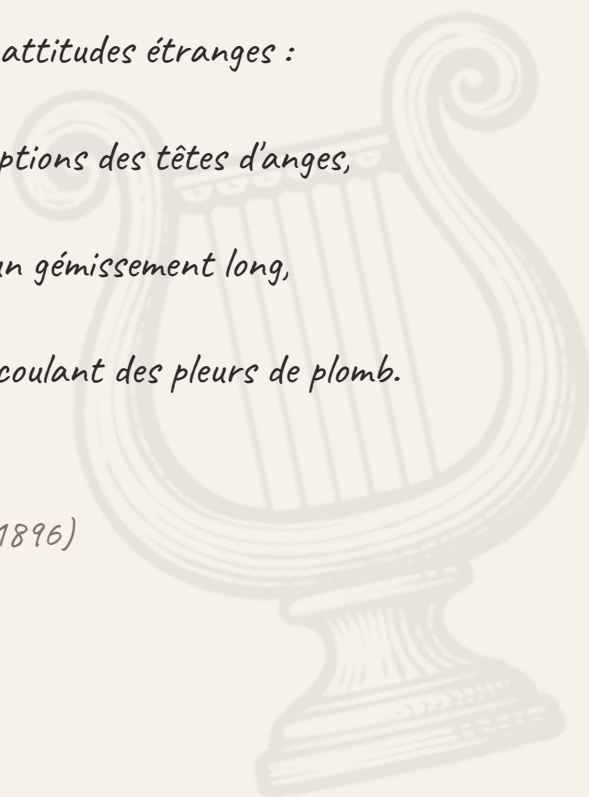 attitudes étranges :
ptions des têtes d'anges,
un gémissement long,
coulant des pleurs de plomb.
1896)